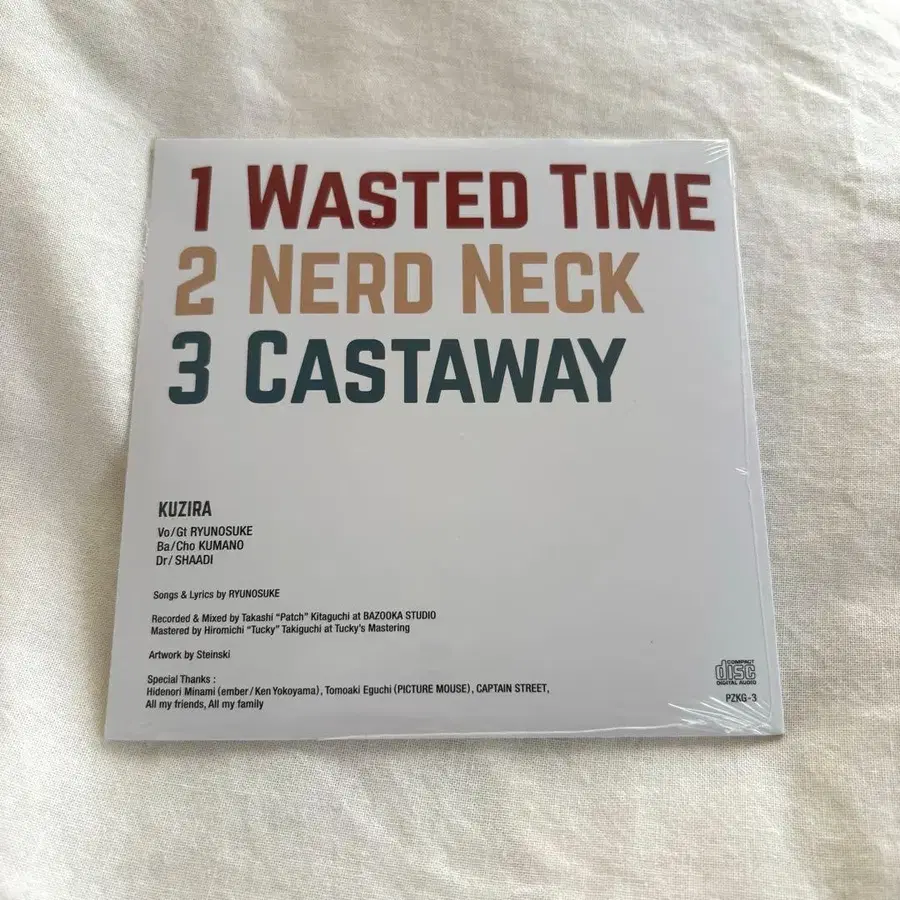 1 WASTED TIME
2 NERD NECK
3 CASTAWAY
KUZIRA
Vo/Gt RYUNOSUKE
Ba/Cho KUMANO
Dr/SHAADI
Songs & Lyrics by RYUNOSUKE
Recorded & Mixed by Takashi “Patch” Kitaguchi at BAZOOKA STUDIO
Mastered by Hiromichi “Tucky” Takiguchi at Tucky's Mastering
Artwork by Steinski
Special Thanks :
Hidenori Minami (ember/Ken Yokoyama), Tomoaki Eguchi (PICTURE MOUSE), CAPTAIN STREET,
All my friends, All my family
COMPACT
disc
DIGITAL AUDIO
PZKG-3